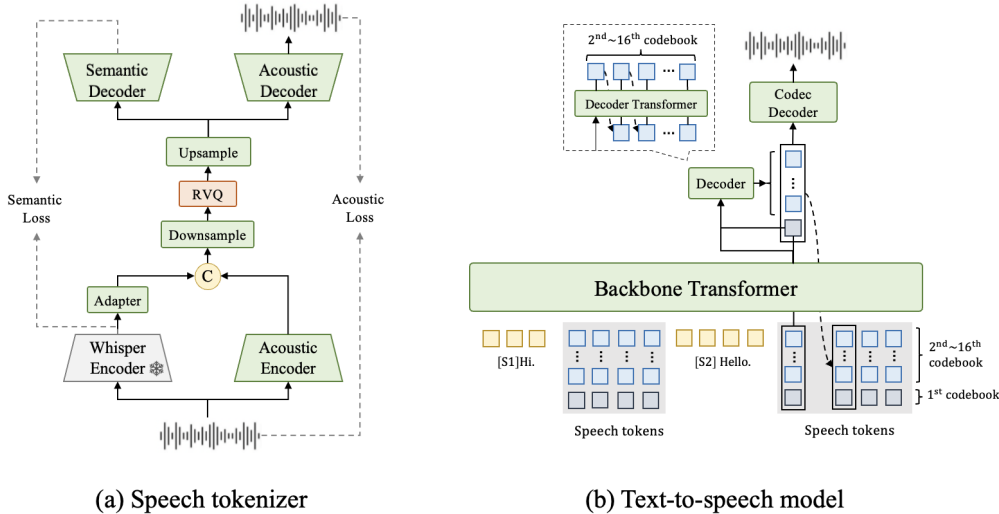 Semantic
Decoder
Acoustic
Decoder
Upsample
RVQ
Downsample
C
Adapter
Semantic
Loss
Acoustic
Loss
Whisper
Encoder
Acoustic
Encoder
(a) Speech tokenizer
2nd~16th codebook
Decoder Transformer
Codec
Decoder
Decoder
Backbone Transformer
[S1]Hi.
[S2] Hello.
2nd~16th
codebook
1st codebook
Speech tokens
Speech tokens
(b) Text-to-speech model